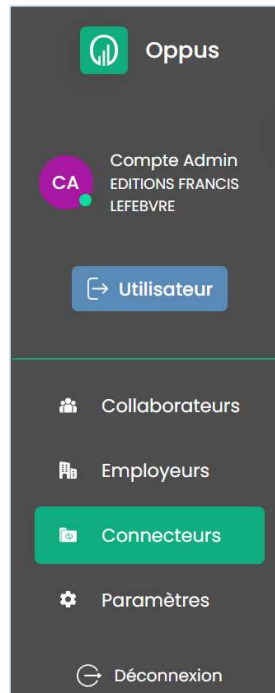 Oppus
CA
Compte Admin
EDITIONS FRANCIS
LEFEBVRE
Utilisateur
Collaborateurs
Employeurs
Connecteurs
Paramètres
Déconnexion